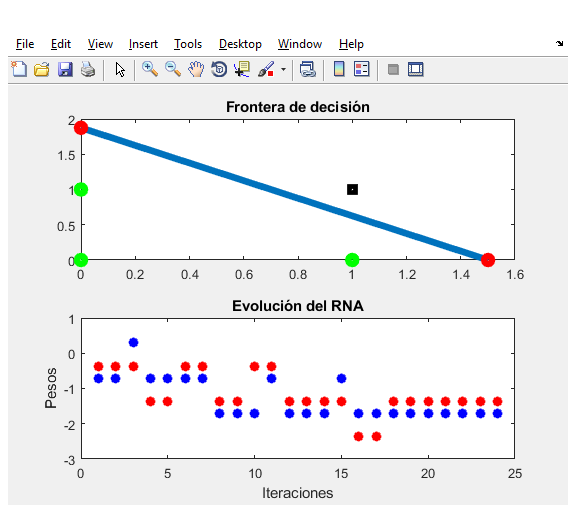 File Edit View Insert Tools Desktop Window Help
Frontera de decisión
2
1.5
1
0.5
0
0 0.2 0.4 0.6 0.8 1 1.2 1.4 1.6
Evolución del RNA
1
0
-1
-2
-3
Pesos
0 5 10 15 20 25
Iteraciones